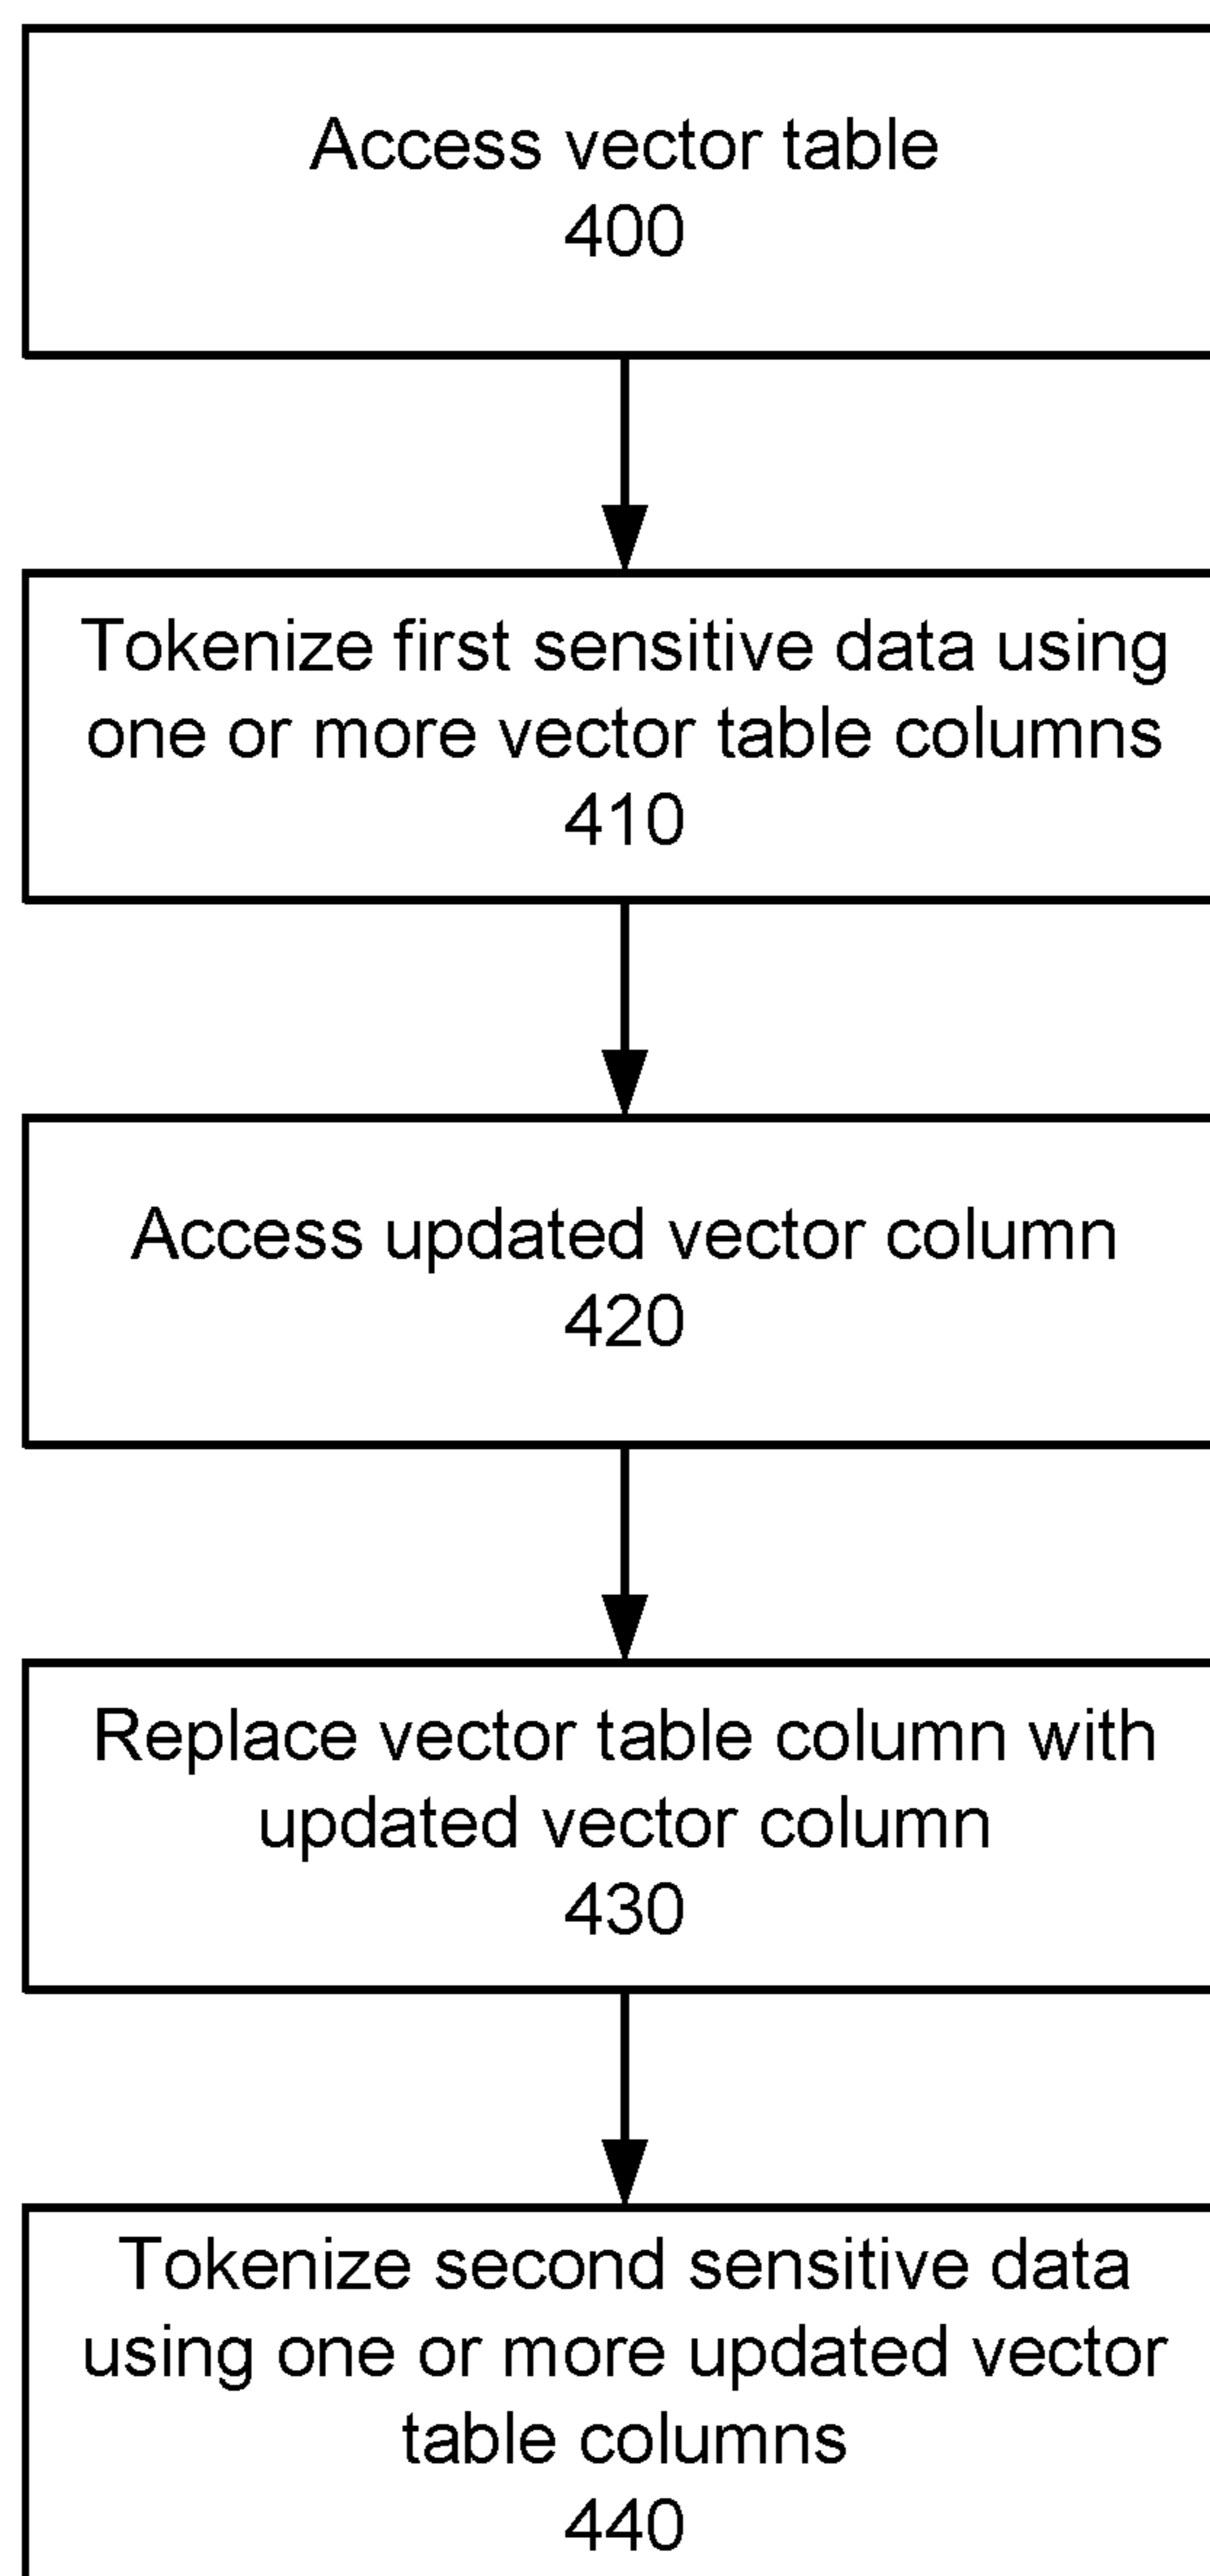 Access vector table
400
Tokenize first sensitive data using
one or more vector table columns
410
Access updated vector column
420
Replace vector table column with
updated vector column
430
Tokenize second sensitive data
using one or more updated vector
table columns
440